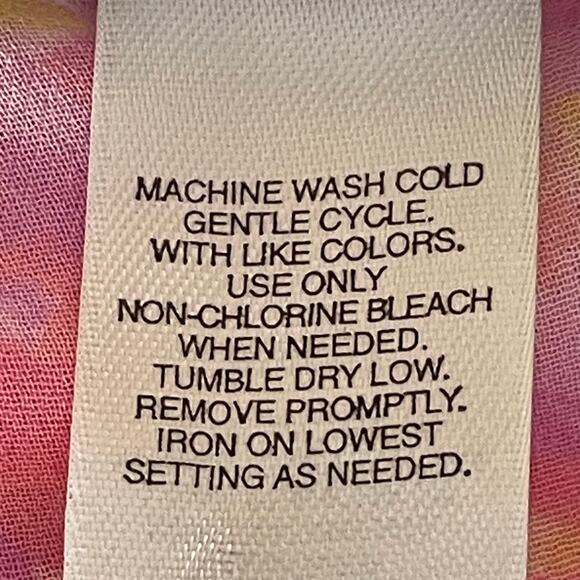 MACHINE WASH COLD
GENTLE CYCLE.
WITH LIKE COLORS.
USE ONLY
NON-CHLORINE BLEACH
WHEN NEEDED.
TUMBLE DRY LOW.
REMOVE PROMPTLY.
IRON ON LOWEST
SETTING AS NEEDED.